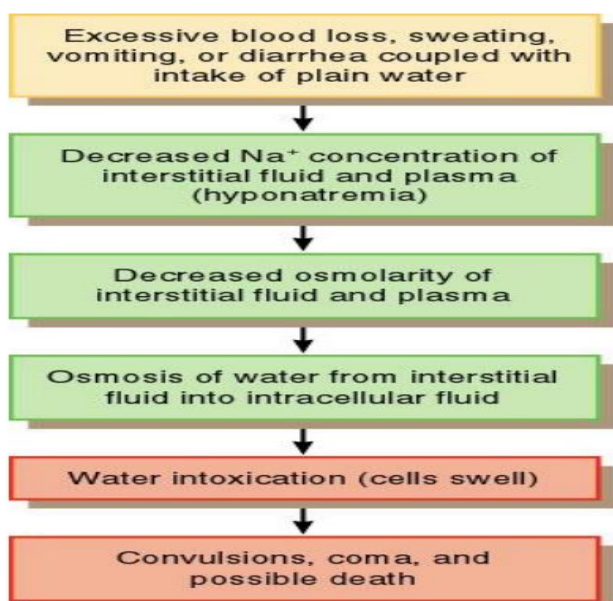 Excessive blood loss, sweating,
vomiting, or diarrhea coupled with
intake of plain water
Decreased Na⁺ concentration of
interstitial fluid and plasma
(hyponatremia)
Decreased osmolarity of
interstitial fluid and plasma
Osmosis of water from interstitial
fluid into intracellular fluid
Water intoxication (cells swell)
Convulsions, coma, and
possible death